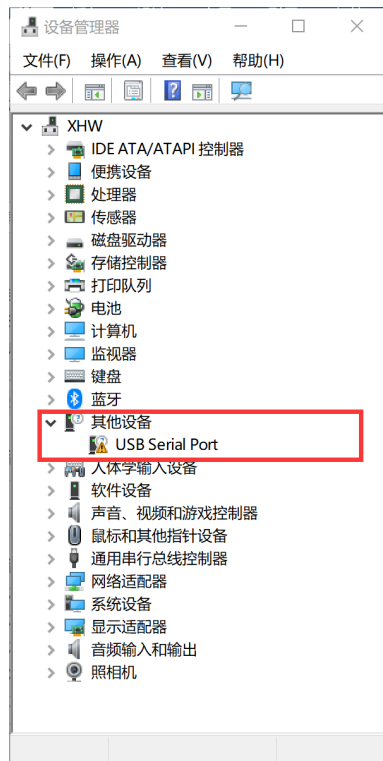 设备管理器
文件(F) 操作(A) 查看(V) 帮助(H)
XHW
IDE ATA/ATAPI 控制器
便携设备
处理器
传感器
磁盘驱动器
存储控制器
打印队列
电池
计算机
监视器
键盘
蓝牙
其他设备
USB Serial Port
人体学输入设备
软件设备
声音、视频和游戏控制器
鼠标和其他指针设备
通用串行总线控制器
网络适配器
系统设备
显示适配器
音频输入和输出
照相机